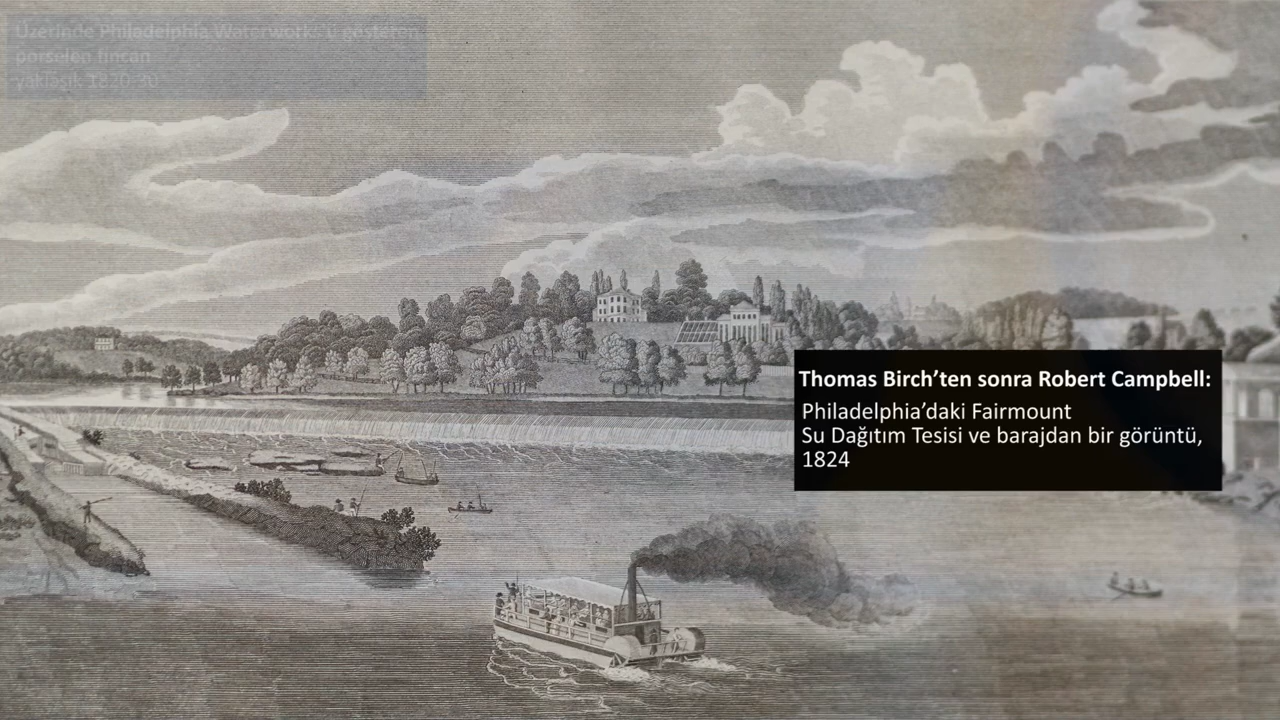 Üzerinde Philadelphia Waterworks'ü gösteren
porselen fincan
yaklaşık 1820-30
Thomas Birch’ten sonra Robert Campbell:
Philadelphia’daki Fairmount
Su Dağıtım Tesisi ve barajdan bir görüntü,
1824